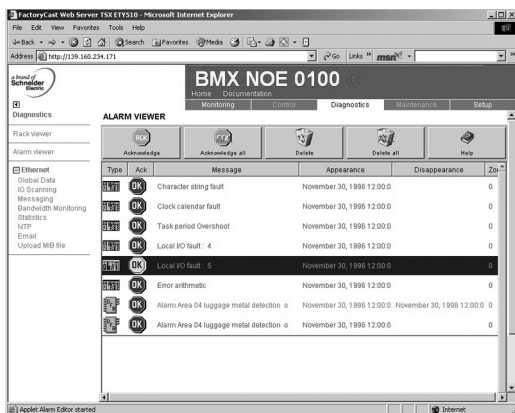 FactoryCast Web Server TSX ETY510 - Microsoft Internet Explorer
File Edit View Favorites Tools Help
Back Search Favorites Media
Address http://139.160.234.171 Go Links msn
a brand of
Schneider
Electric
BMX NOE 0100
Home Documentation
Monitoring Control Diagnostics Maintenance Setup
Diagnostics
ALARM VIEWER
Rack viewer
Alarm viewer
Ethernet
Global Data
IO Scanning
Messaging
Bandwidth Monitoring
Statistics
NTP
Email
Upload MIB file
ACK ACK
Acknowledge Acknowledge all Delete Delete all Help
Type Ack Message Appearance Disappearance Zo
OK Character string fault November 30, 1996 12:00:0 0
OK Clock calendar fault November 30, 1996 12:00:0 0
OK Task period Overshoot November 30, 1996 12:00:0 0
OK Local I/O fault : 4 November 30, 1996 12:00:0 0
OK Local I/O fault : 5 November 30, 1996 12:00:0 0
OK Error arithmetic November 30, 1996 12:00:0 0
OK Alarm Area 04 luggage metal detection o November 30, 1996 12:00:0 November 30, 1996 12:00:0 0
OK Alarm Area 04 luggage metal detection o November 30, 1996 12:00:0 0
Applet Alarm Editor started Internet